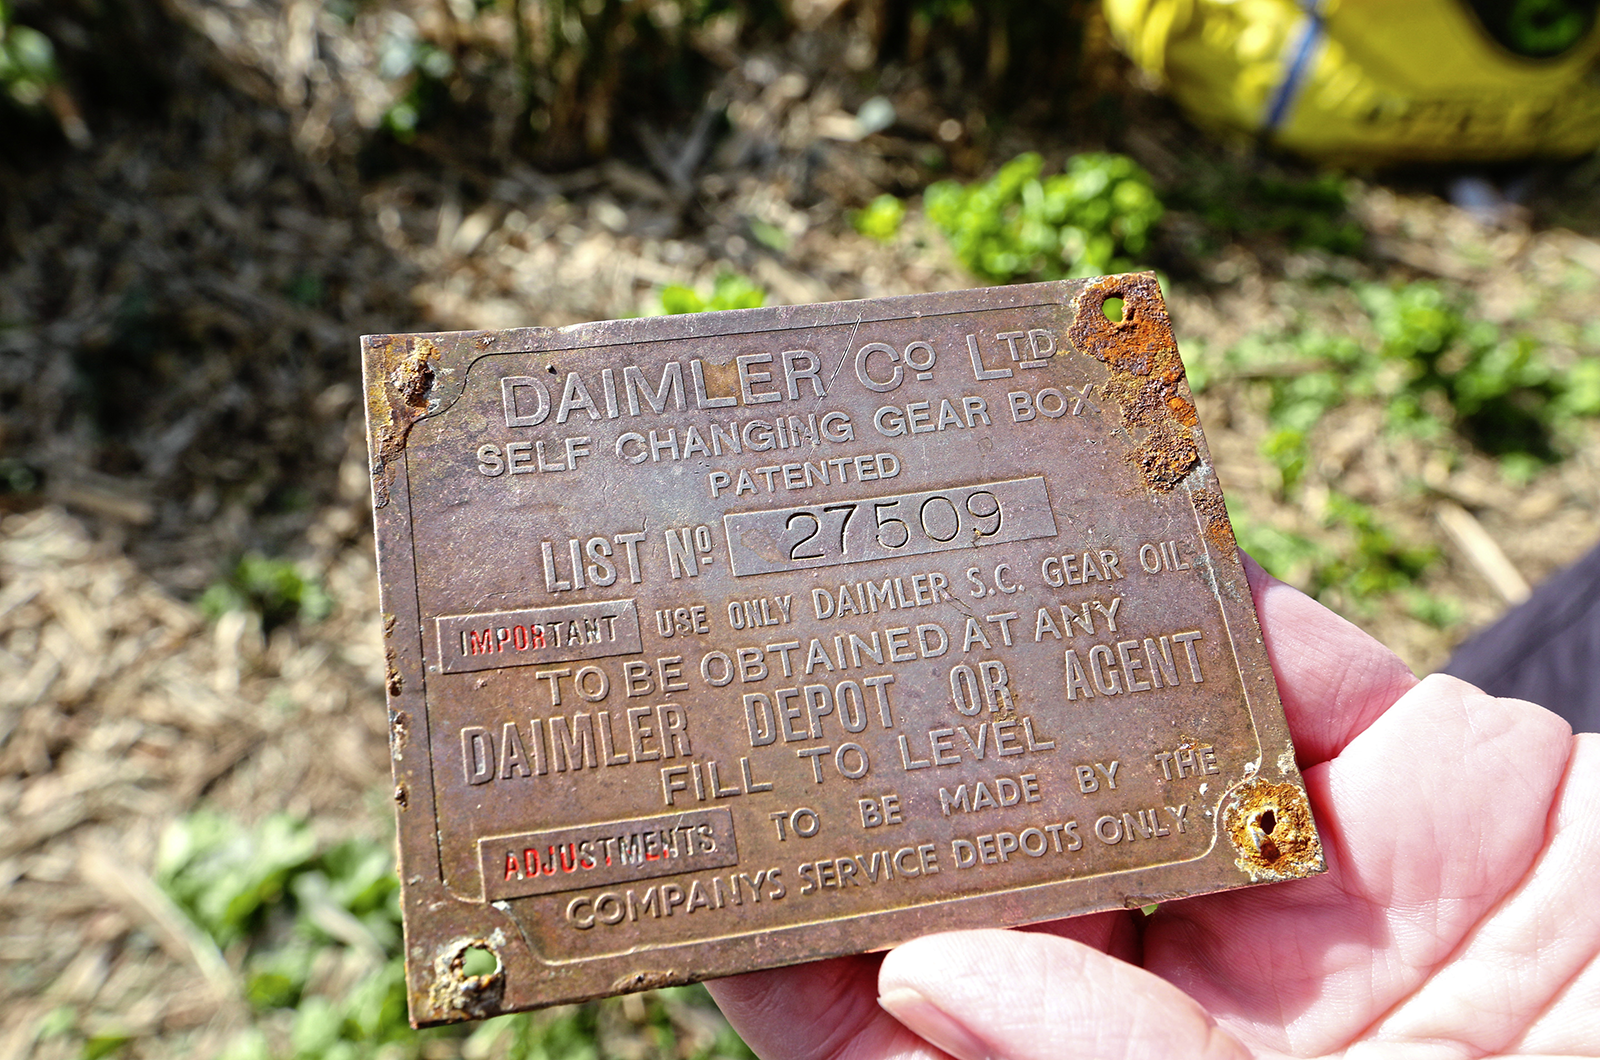 DAIMLER Cº LTD
SELF CHANGING GEAR BOX
PATENTED
LIST Nº 27509
IMPORTANT USE ONLY DAIMLER S.C. GEAR OIL
TO BE OBTAINED AT ANY
DAIMLER DEPOT OR AGENT
FILL TO LEVEL
ADJUSTMENTS TO BE MADE BY THE
COMPANYS SERVICE DEPOTS ONLY